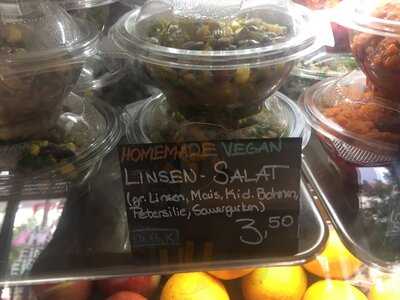 HOMEMADE VEGAN
LINSEN-SALAT
(gr. Linsen, Mais, Kid. Bohnen,
Petersilie, Sauergurken)
3,50